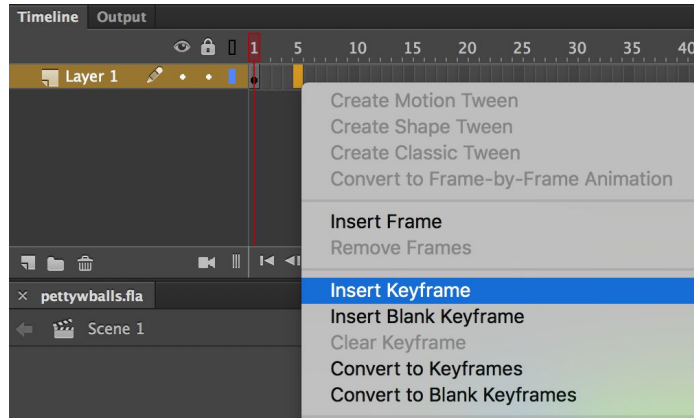 Timeline Output
1 5 10 15 20 25 30 35 40
Layer 1
Create Motion Tween
Create Shape Tween
Create Classic Tween
Convert to Frame-by-Frame Animation
Insert Frame
Remove Frames
Insert Keyframe
Insert Blank Keyframe
Clear Keyframe
Convert to Keyframes
Convert to Blank Keyframes
× pettywballs.fla
Scene 1